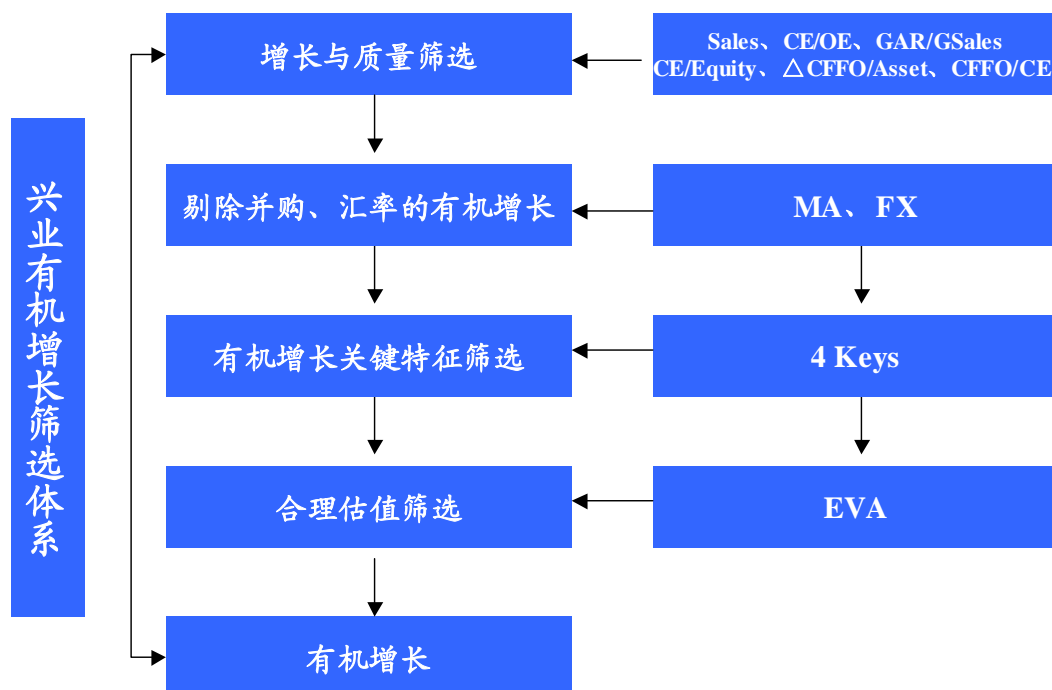 兴业有机增长筛选体系
增长与质量筛选
Sales、CE/OE、GAR/GSales
CE/Equity、△CFFO/Asset、CFFO/CE
剔除并购、汇率的有机增长
MA、FX
有机增长关键特征筛选
4 Keys
合理估值筛选
EVA
有机增长